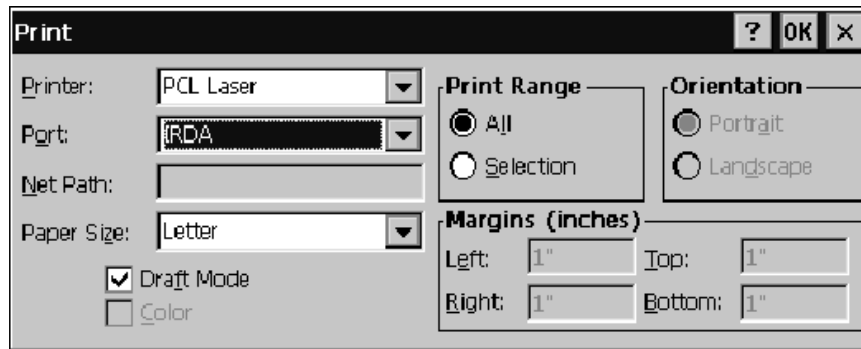 Print ? OK ×
Printer: PCL Laser
Port: IRDA
Net Path:
Paper Size: Letter
Draft Mode
Color
Print Range
All
Selection
Orientation
Portrait
Landscape
Margins (inches)
Left: 1" Top: 1"
Right: 1" Bottom: 1"